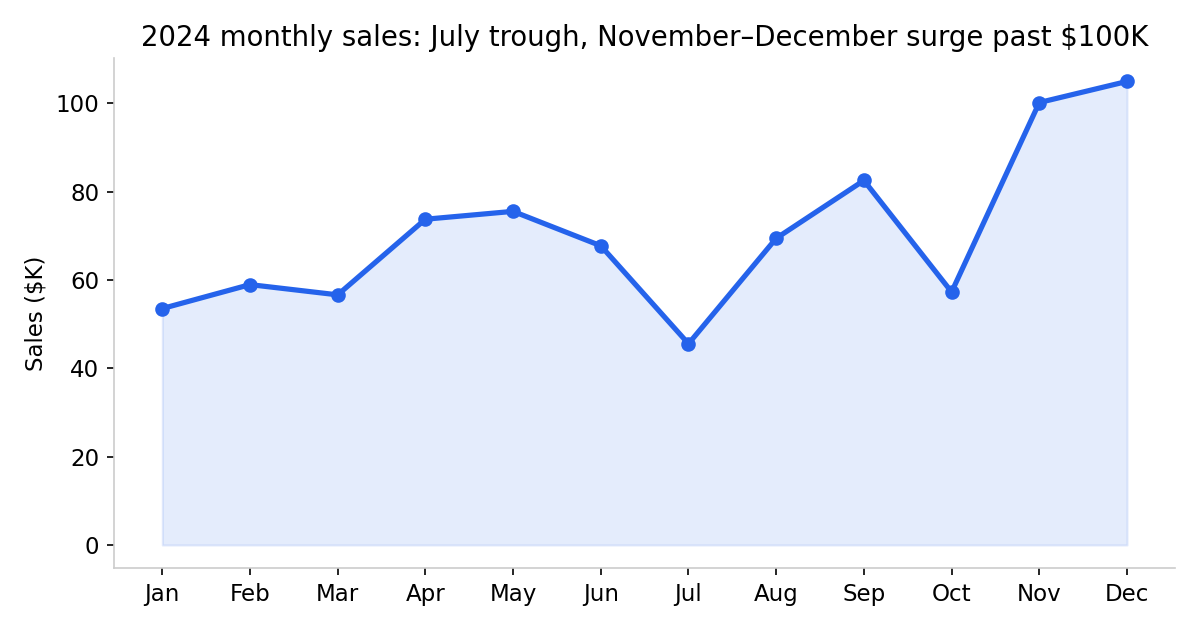 2024 monthly sales: July trough, November–December surge past $100K
Sales ($K)
100
80
60
40
20
0
Jan Feb Mar Apr May Jun Jul Aug Sep Oct Nov Dec